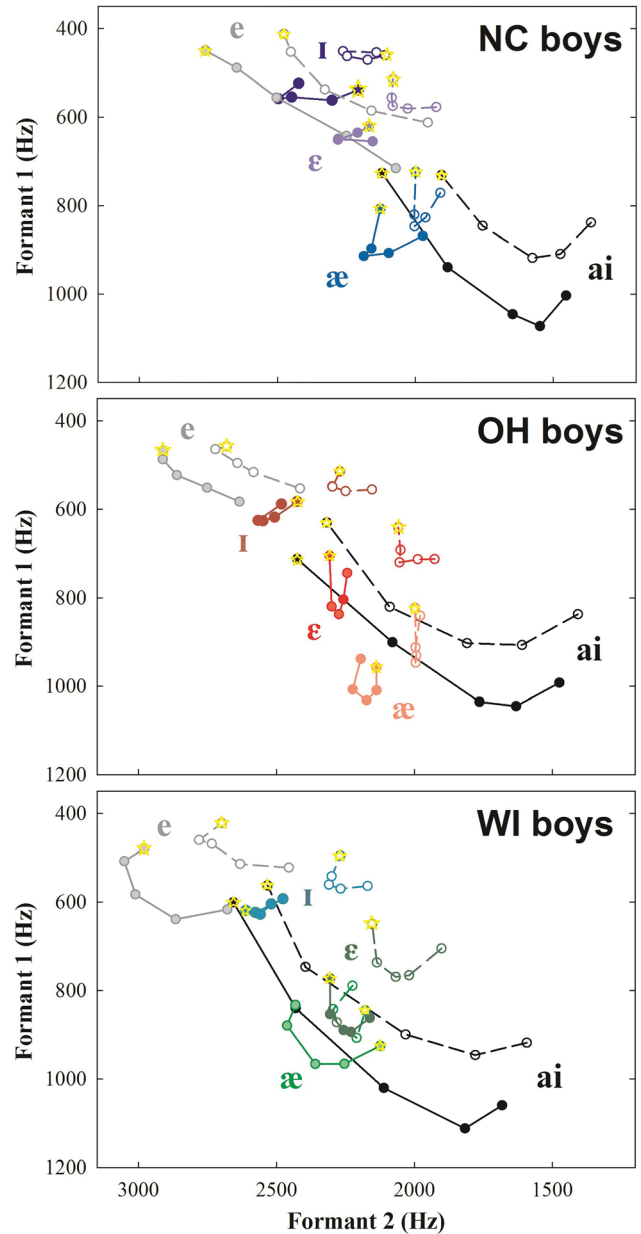 NC boys
400
600
800
1000
1200
Formant 1 (Hz)
e
I
ε
æ
ai
OH boys
400
600
800
1000
1200
Formant 1 (Hz)
e
I
ε
æ
ai
WI boys
400
600
800
1000
1200
Formant 1 (Hz)
e
I
ε
æ
ai
3000 2500 2000 1500
Formant 2 (Hz)